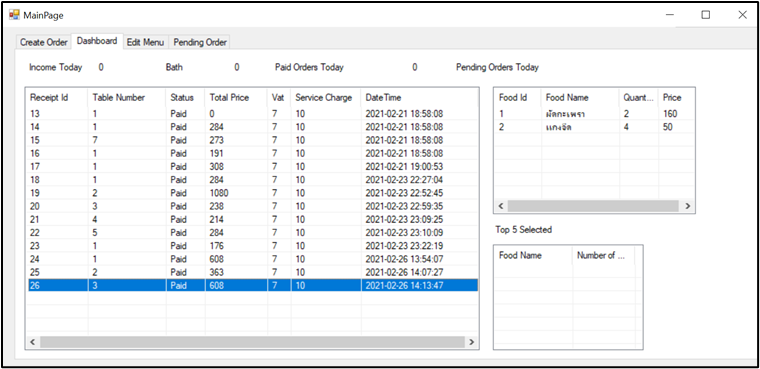 MainPage
Create Order Dashboard Edit Menu Pending Order
Income Today 0 Bath 0 Paid Orders Today 0 Pending Orders Today
Receipt Id Table Number Status Total Price Vat Service Charge DateTime
13 1 Paid 0 7 10 2021-02-21 18:58:08
14 1 Paid 284 7 10 2021-02-21 18:58:08
15 7 Paid 273 7 10 2021-02-21 18:58:08
16 1 Paid 191 7 10 2021-02-21 18:58:08
17 1 Paid 308 7 10 2021-02-21 19:00:53
18 1 Paid 284 7 10 2021-02-23 22:27:04
19 2 Paid 1080 7 10 2021-02-23 22:52:45
20 3 Paid 238 7 10 2021-02-23 22:59:35
21 4 Paid 214 7 10 2021-02-23 23:09:25
22 5 Paid 284 7 10 2021-02-23 23:10:09
23 1 Paid 176 7 10 2021-02-23 23:22:19
24 1 Paid 608 7 10 2021-02-26 13:54:07
25 2 Paid 363 7 10 2021-02-26 14:07:27
26 3 Paid 608 7 10 2021-02-26 14:13:47
Food Id Food Name Quant... Price
1 ผัดกะเพรา 2 160
2 แกงจืด 4 50
Top 5 Selected
Food Name Number of ...